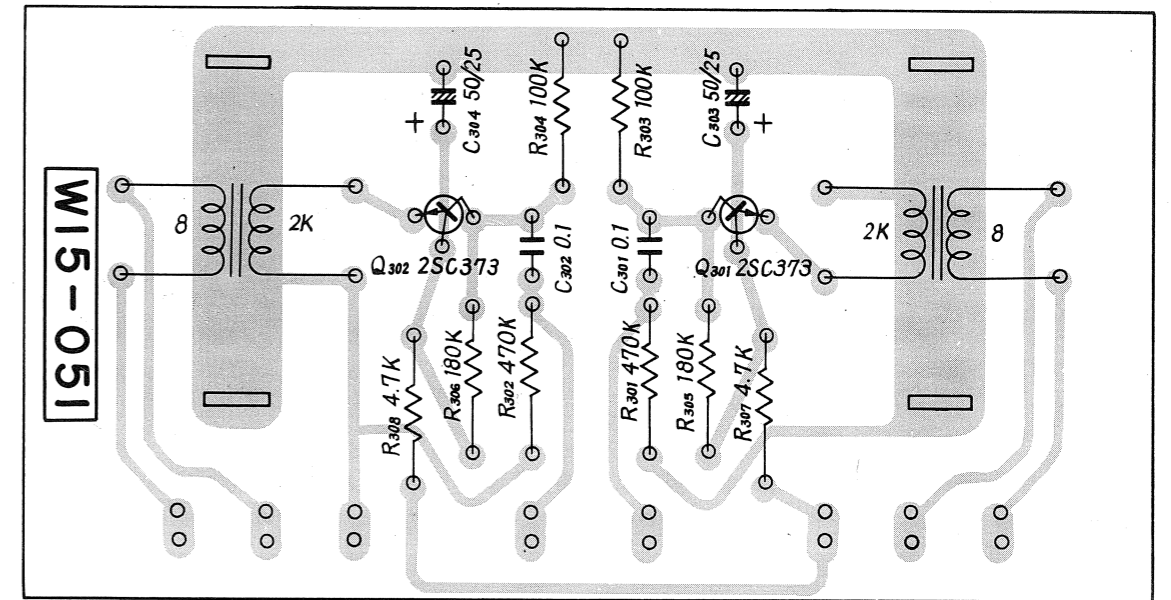 W15-051
C304 50/25
+
R304 100K
R303 100K
C303 50/25
+
8
2K
Q302 2SC373
C302 0.1
C301 0.1
Q301 2SC373
2K
8
R308 4.7K
R306 180K
R302 470K
R301 470K
R305 180K
R307 4.7K